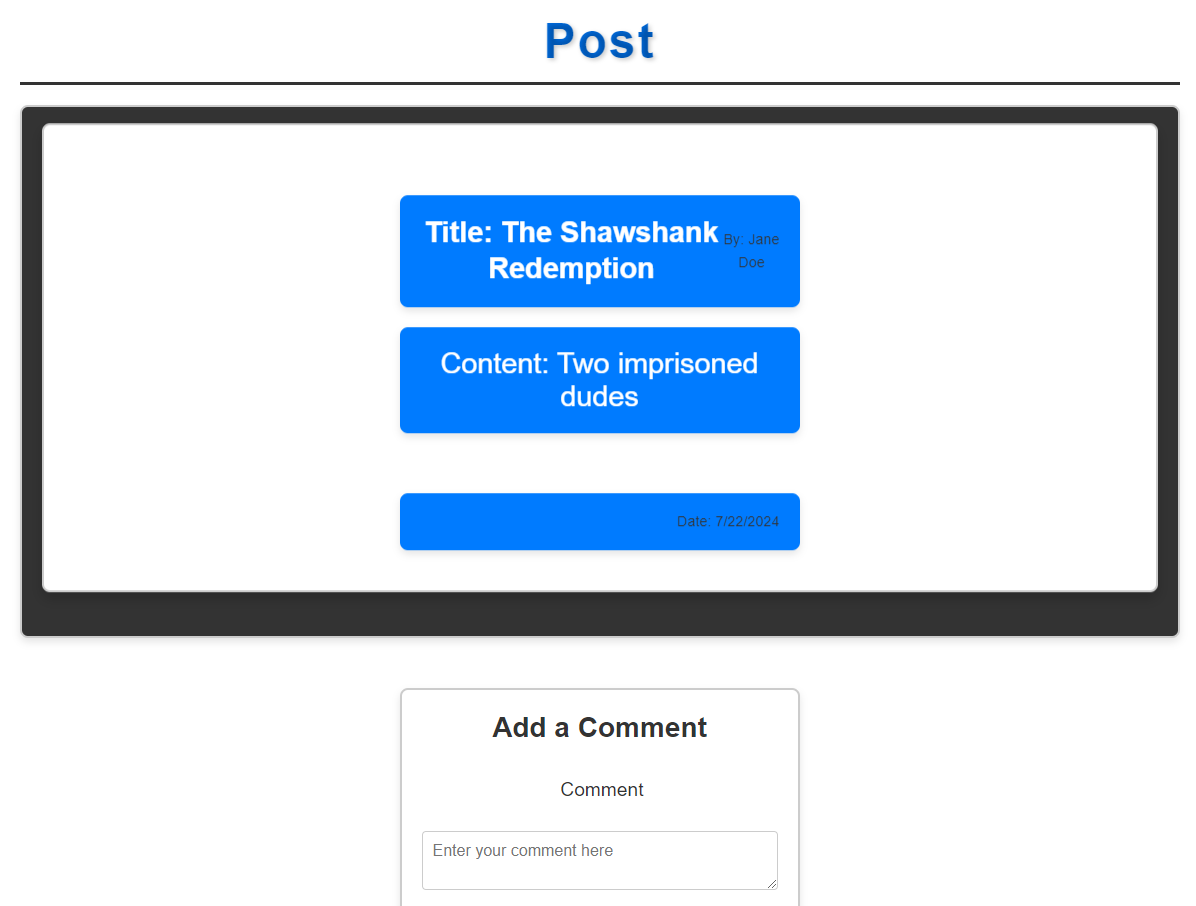 Post
Title: The Shawshank
Redemption
By: Jane
Doe
Content: Two imprisoned
dudes
Date: 7/22/2024
Add a Comment
Comment
Enter your comment here